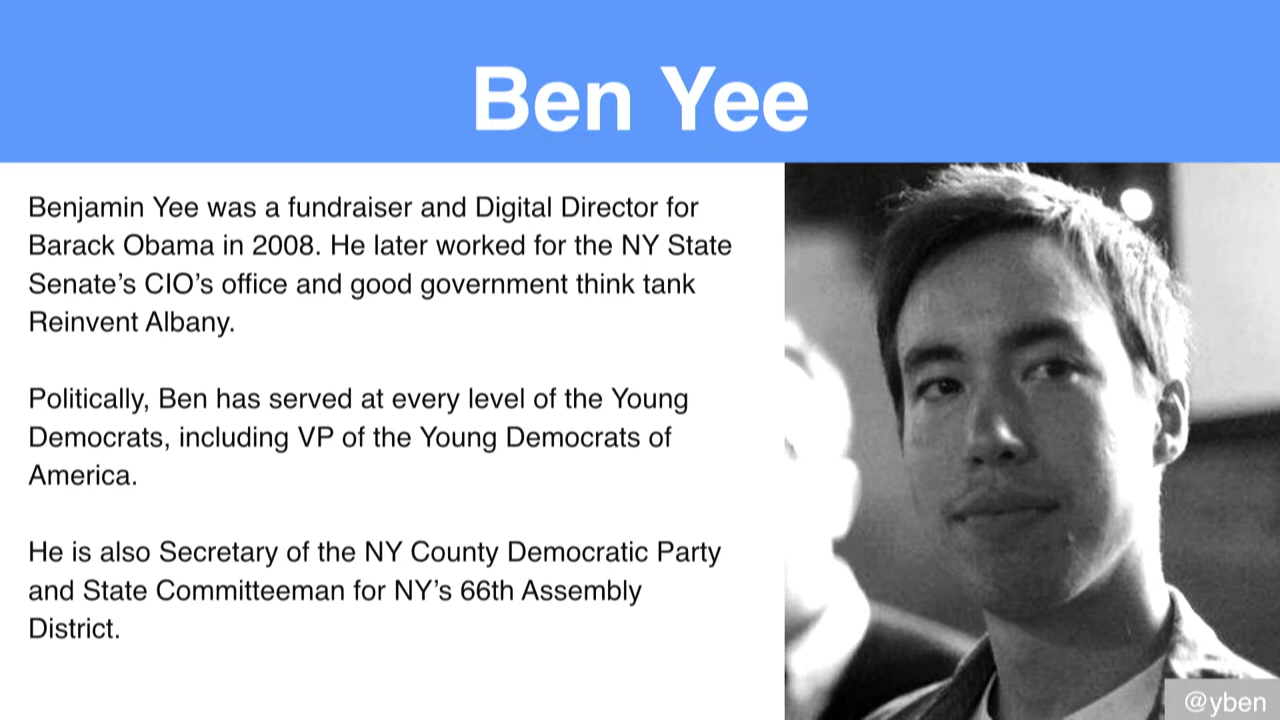 Ben Yee
Benjamin Yee was a fundraiser and Digital Director for
Barack Obama in 2008. He later worked for the NY State
Senate’s CIO’s office and good government think tank
Reinvent Albany.
Politically, Ben has served at every level of the Young
Democrats, including VP of the Young Democrats of
America.
He is also Secretary of the NY County Democratic Party
and State Committeeman for NY’s 66th Assembly
District.
@yben